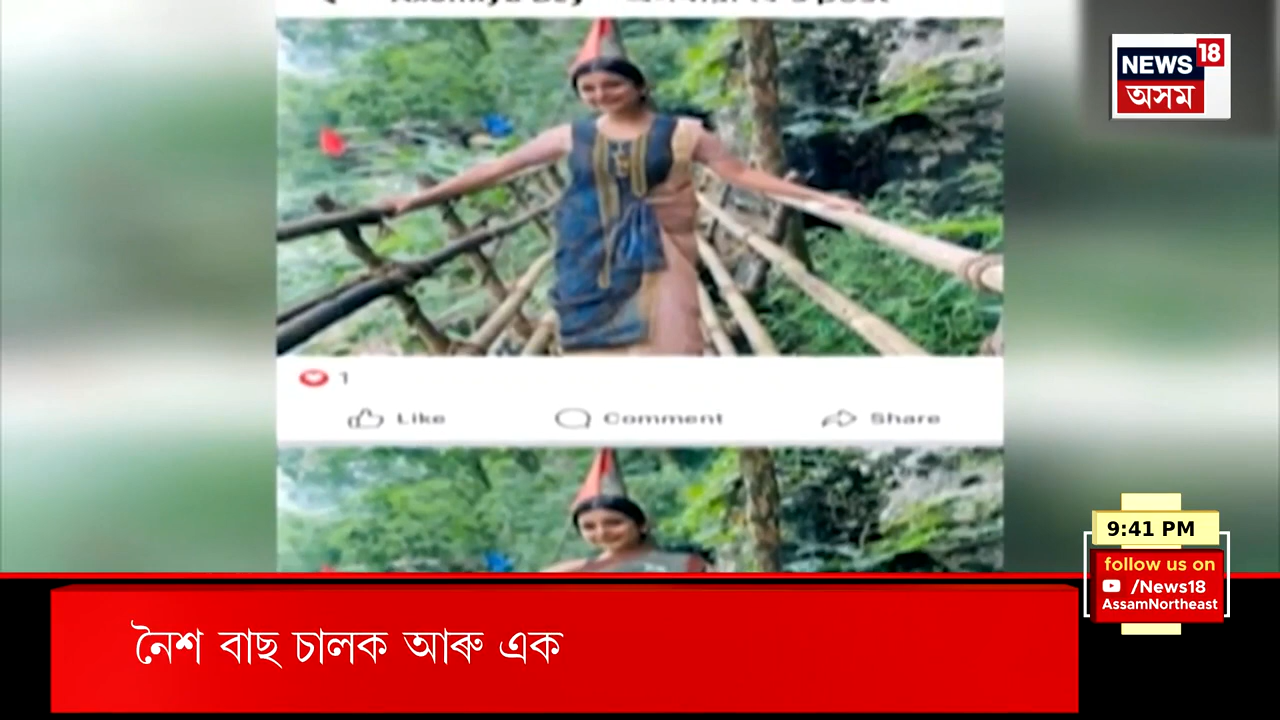 NEWS 18
অসম
1
Like Comment Share
9:41 PM
follow us on
/News18
AssamNortheast
নৈশ বাছ চালক আৰু এক